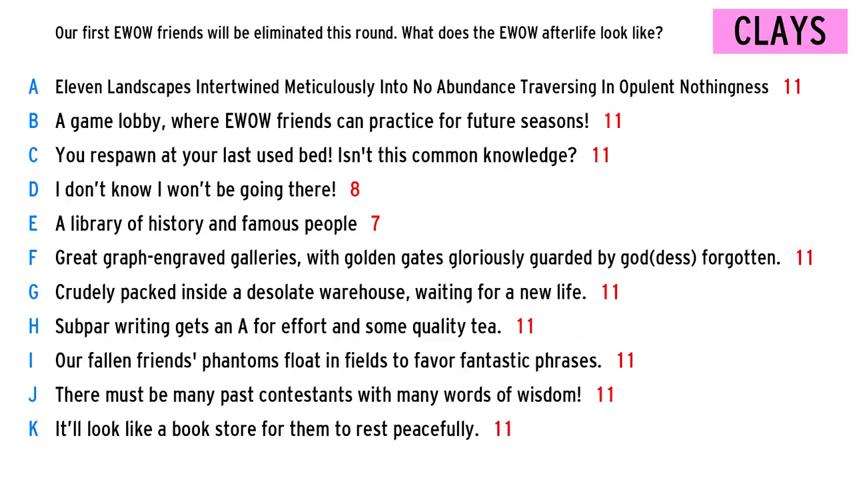 Our first EWOW friends will be eliminated this round. What does the EWOW afterlife look like?
CLAYS
A Eleven Landscapes Intertwined Meticulously Into No Abundance Traversing In Opulent Nothingness 11
B A game lobby, where EWOW friends can practice for future seasons! 11
C You respawn at your last used bed! Isn't this common knowledge? 11
D I don’t know I won’t be going there! 8
E A library of history and famous people 7
F Great graph-engraved galleries, with golden gates gloriously guarded by god(dess) forgotten. 11
G Crudely packed inside a desolate warehouse, waiting for a new life. 11
H Subpar writing gets an A for effort and some quality tea. 11
I Our fallen friends' phantoms float in fields to favor fantastic phrases. 11
J There must be many past contestants with many words of wisdom! 11
K It’ll look like a book store for them to rest peacefully. 11